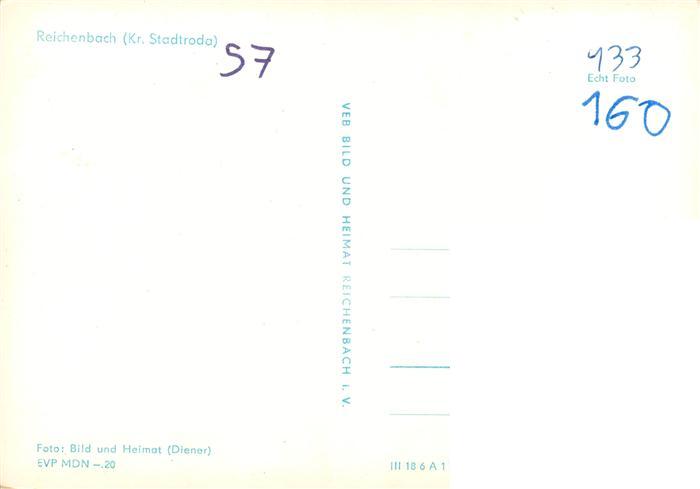 Reichenbach (Kr. Stadtroda)
57
VEB BILD UND HEIMAT REICHENBACH i. V.
433
Echt Foto
160
Foto: Bild und Heimat (Diener)
EVP MDN –.20
III 18 6 A 1